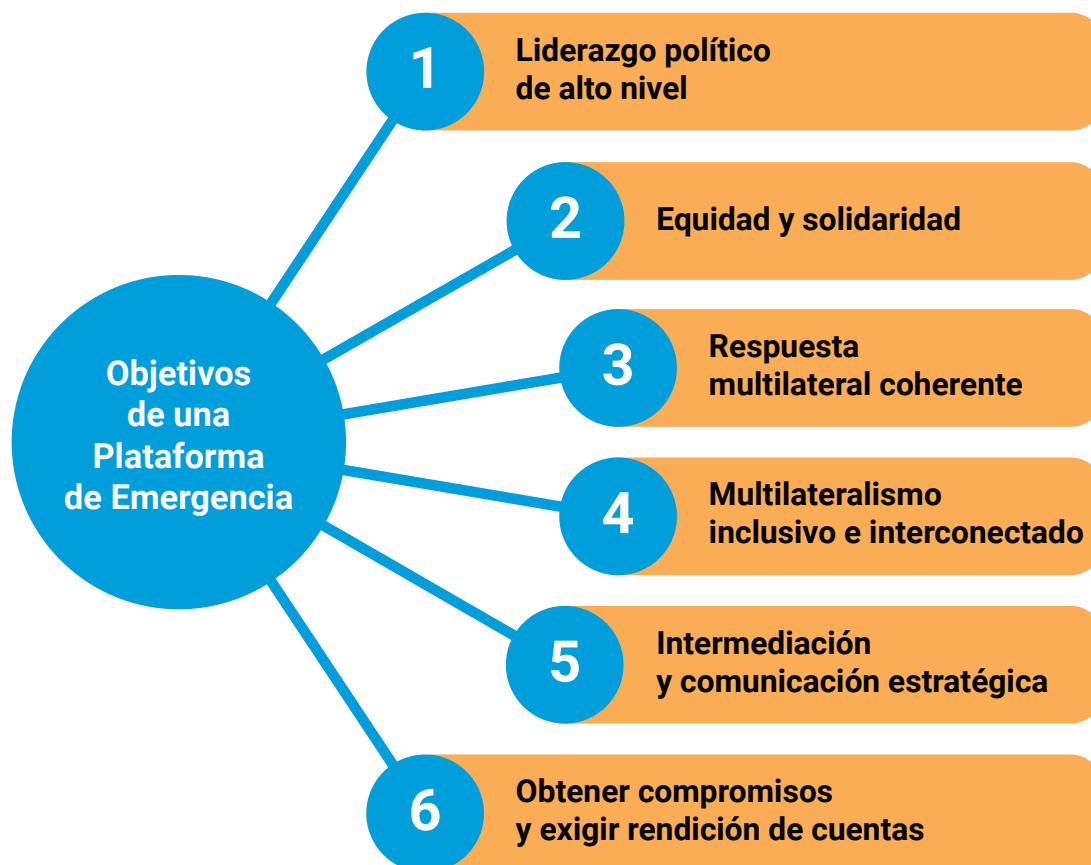 Objetivos
de una
Plataforma
de Emergencia
1
Liderazgo político
de alto nivel
2
Equidad y solidaridad
3
Respuesta
multilateral coherente
4
Multilateralismo
inclusivo e interconectado
5
Intermediación
y comunicación estratégica
6
Obtener compromisos
y exigir rendición de cuentas